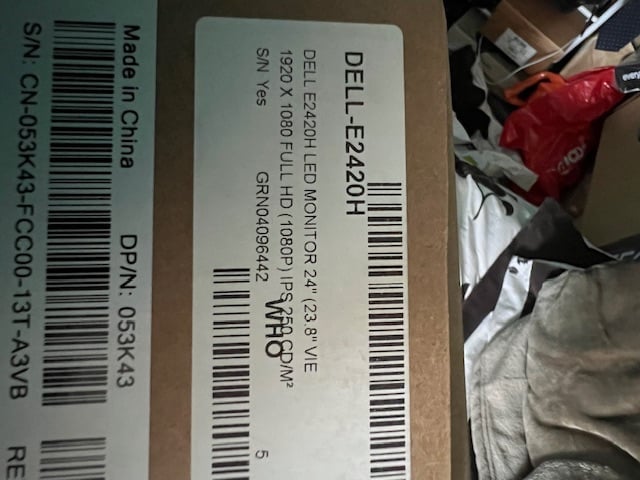 DELL-E2420H
DELL E2420H LED MONITOR 24" (23.8" VIE
1920 X 1080 FULL HD (1080P) IPS 250 CD/M²
S/N Yes GRN04096442 WHO 5
Made in China DP/N: 053K43
S/N: CN-053K43-FCC00-13T-A3VB RE